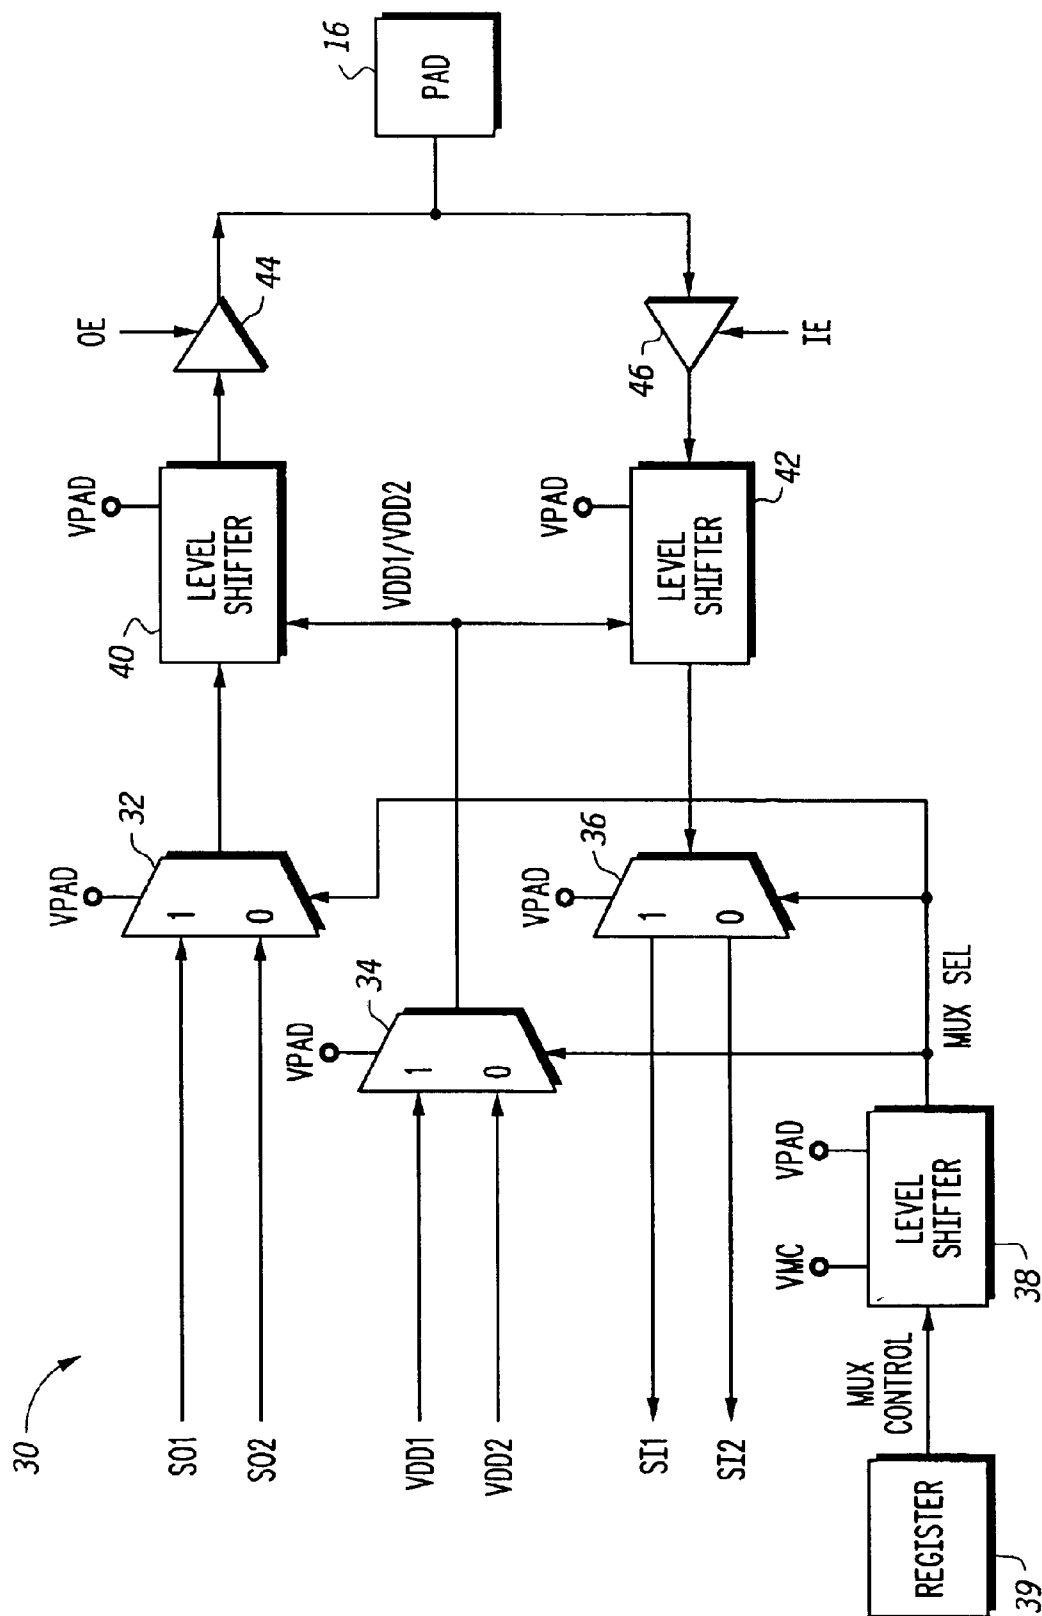 30
VPAD
32
SO1
1
SO2
0
40
VPAD
LEVEL
SHIFTER
OE
44
16
PAD
VPAD
34
VDD1
1
VDD2
0
VDD1/VDD2
VPAD
36
SI1
1
SI2
0
VPAD
LEVEL
SHIFTER
42
46
IE
MUX SEL
REGISTER
39
MUX
CONTROL
VMC
VPAD
LEVEL
SHIFTER
38